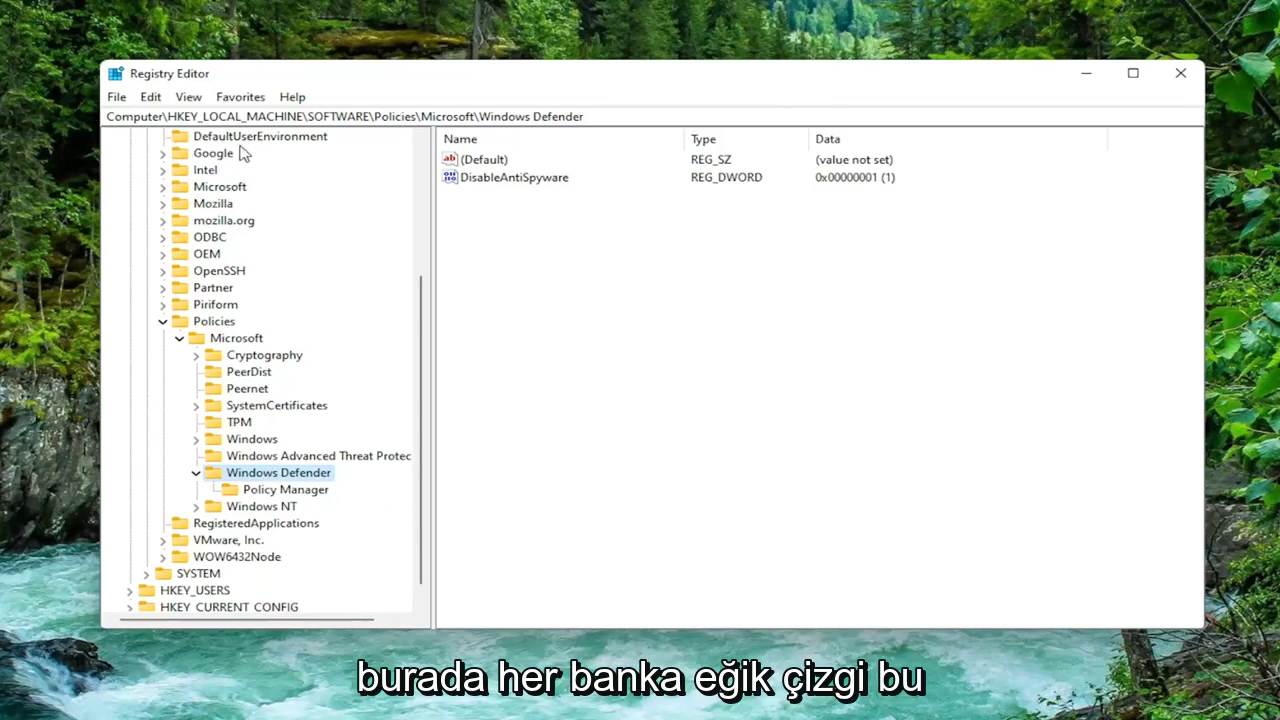 Registry Editor
File Edit View Favorites Help
Computer\HKEY_LOCAL_MACHINE\SOFTWARE\Policies\Microsoft\Windows Defender
DefaultUserEnvironment
Google
Intel
Microsoft
Mozilla
mozilla.org
ODBC
OEM
OpenSSH
Partner
Piriform
Policies
Microsoft
Cryptography
PeerDist
Peernet
SystemCertificates
TPM
Windows
Windows Advanced Threat Protec
Windows Defender
Policy Manager
Windows NT
RegisteredApplications
VMware, Inc.
WOW6432Node
SYSTEM
HKEY_USERS
HKEY_CURRENT_CONFIG
Name Type Data
(Default) REG_SZ (value not set)
DisableAntiSpyware REG_DWORD 0x00000001 (1)
burada her banka eğik çizgi bu